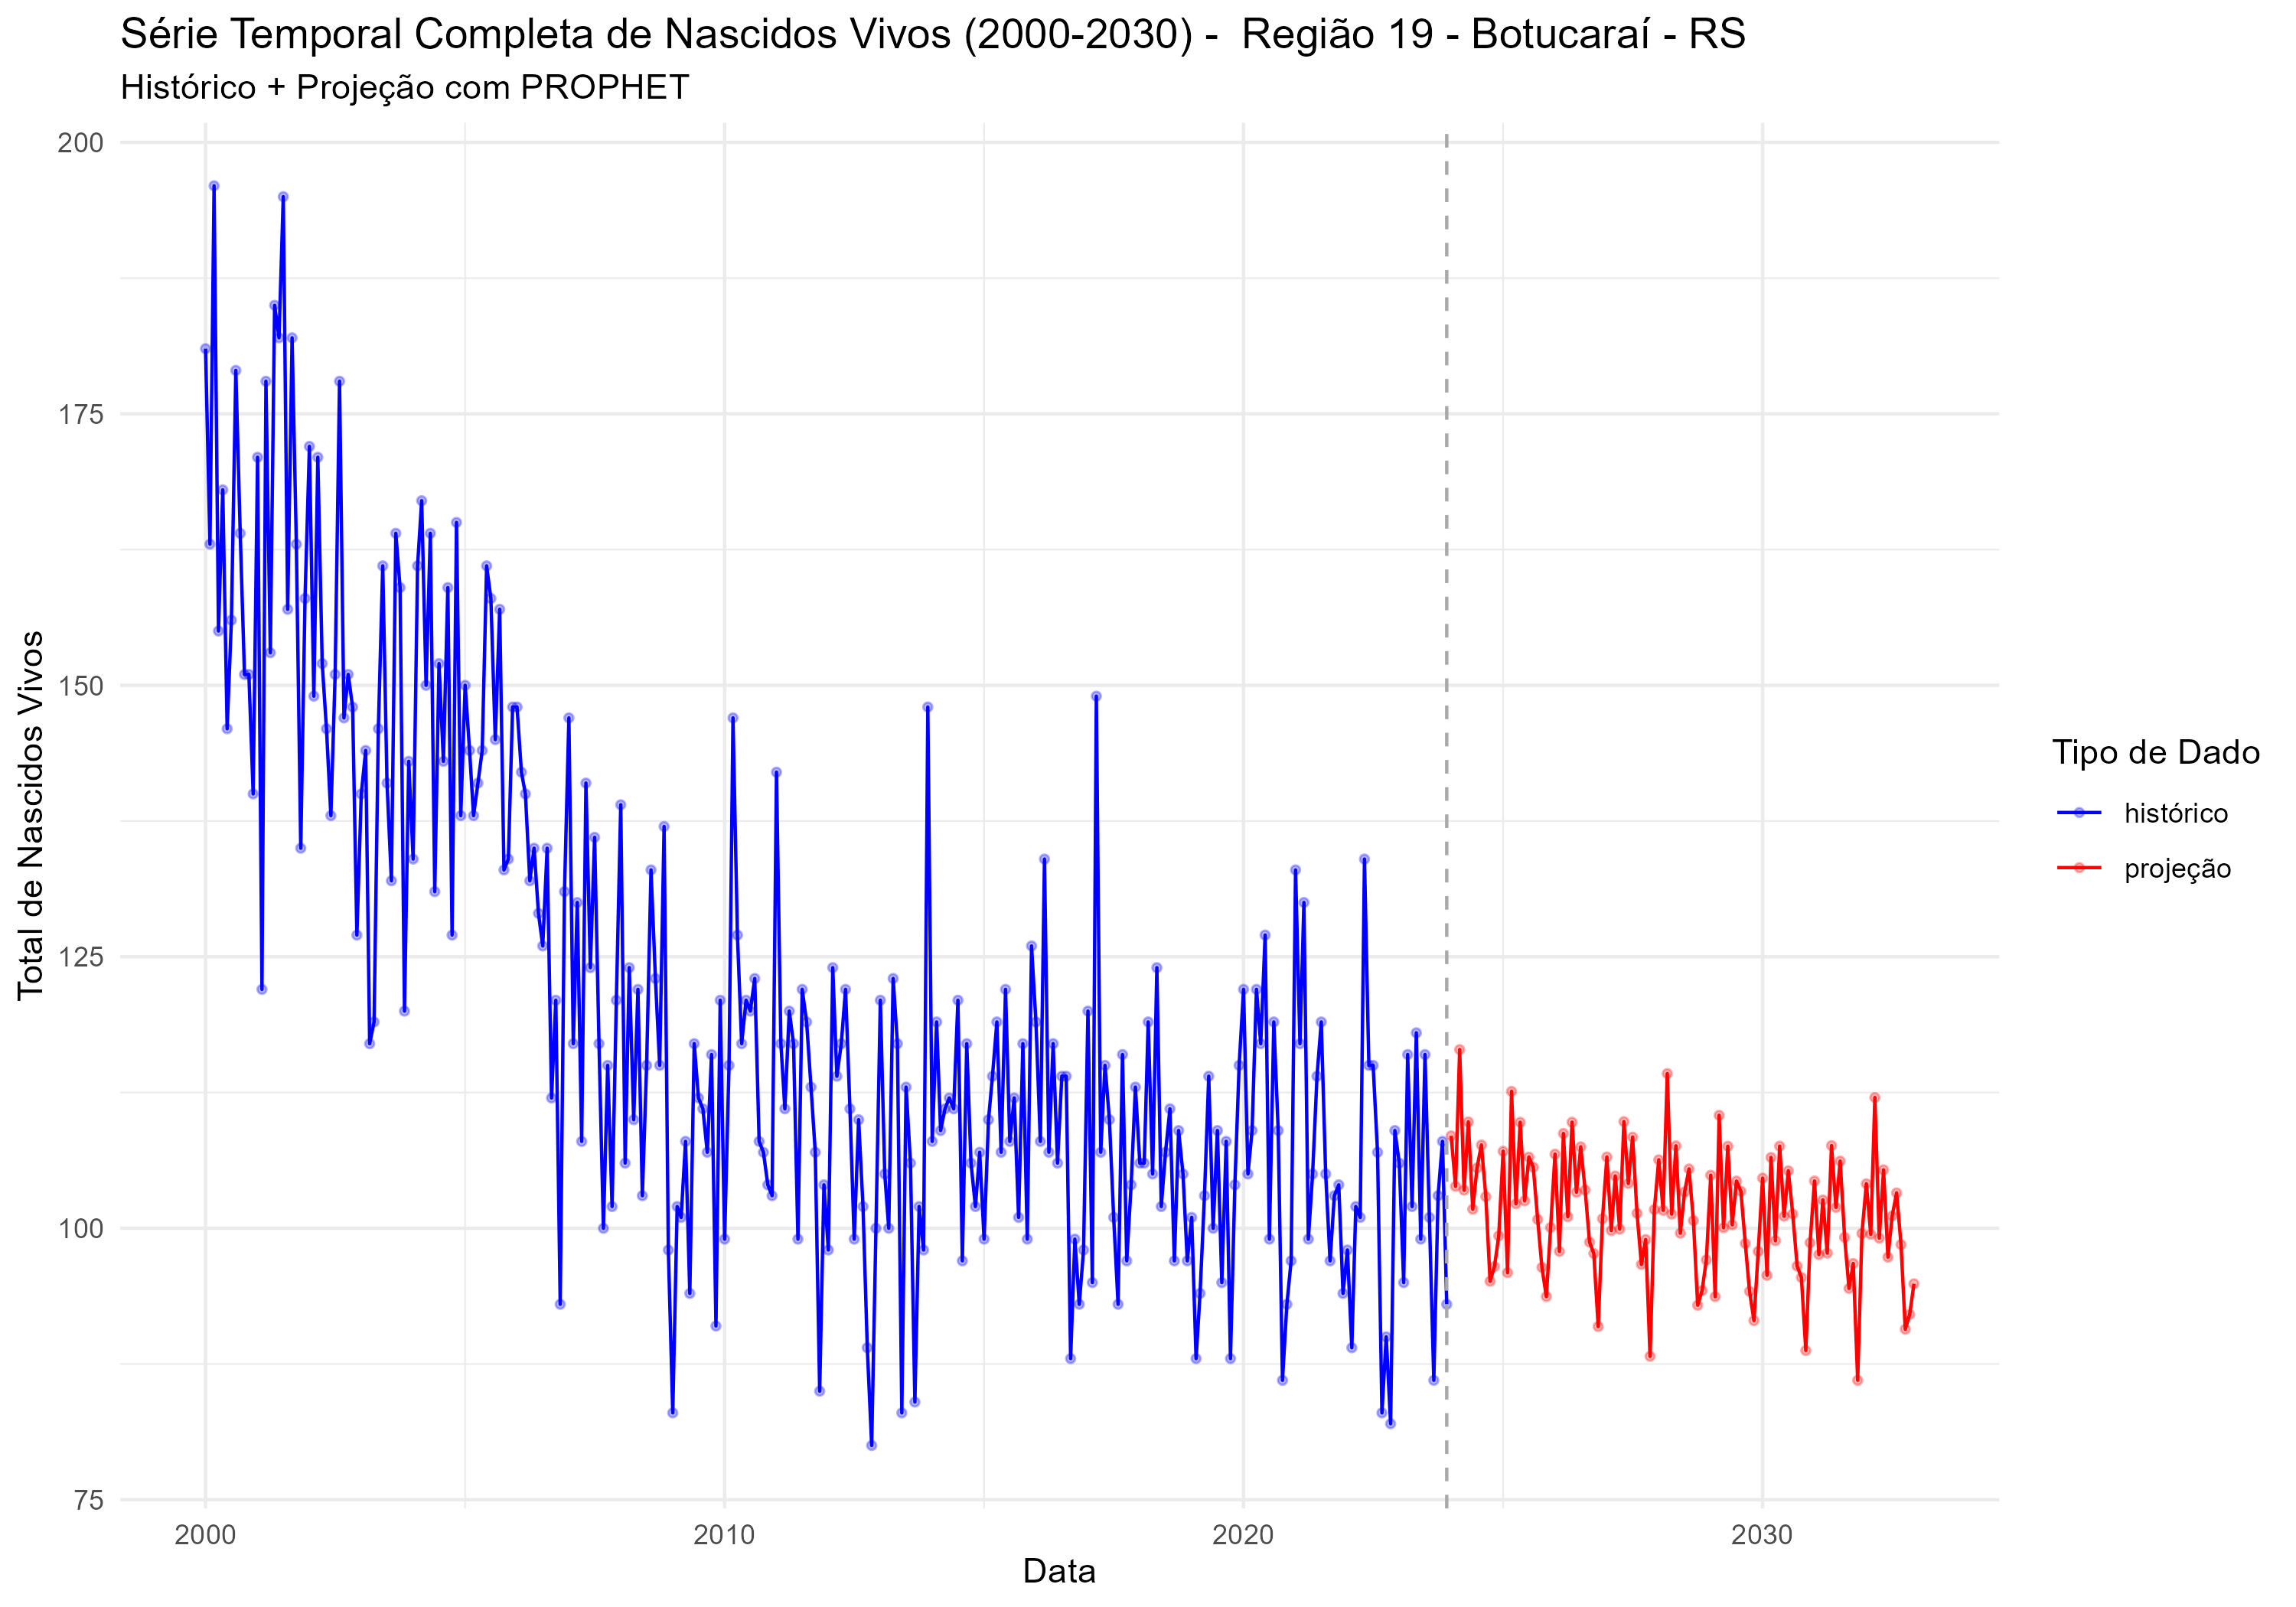 Série Temporal Completa de Nascidos Vivos (2000-2030) -  Região 19 - Botucaraí - RS
Histórico + Projeção com PROPHET
Total de Nascidos Vivos
200
175
150
125
100
75
2000
2010
2020
2030
Data
Tipo de Dado
histórico
projeção